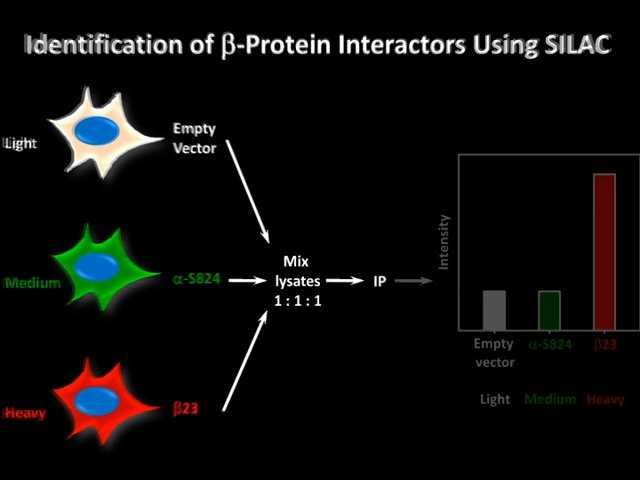 Identification of β-Protein Interactors Using SILAC
Light
Empty
Vector
Medium
α-S824
Heavy
β23
Mix
lysates
1 : 1 : 1
IP
Intensity
Empty
vector
α-S824
β23
Light
Medium
Heavy